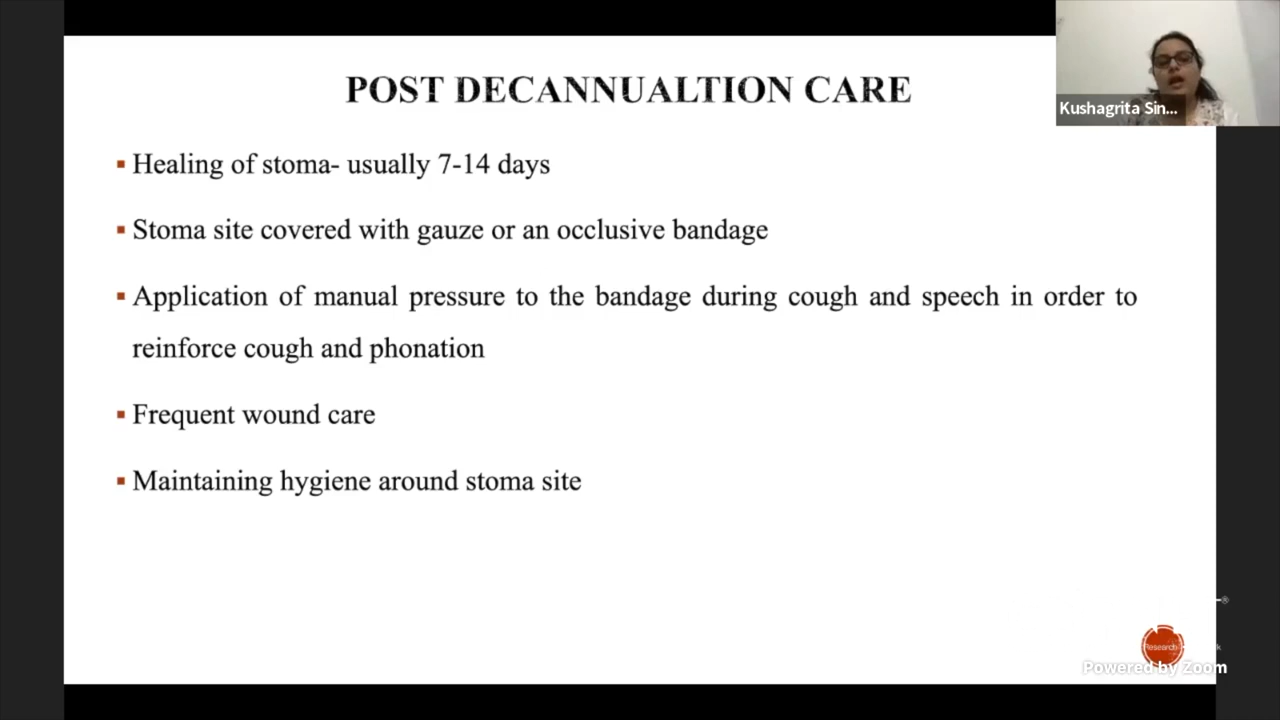 POST DECANNUALTION CARE
Kushagrita Sin...
▪ Healing of stoma- usually 7-14 days
▪ Stoma site covered with gauze or an occlusive bandage
▪ Application of manual pressure to the bandage during cough and speech in order to
reinforce cough and phonation
▪ Frequent wound care
▪ Maintaining hygiene around stoma site
Research
Powered by Zoom